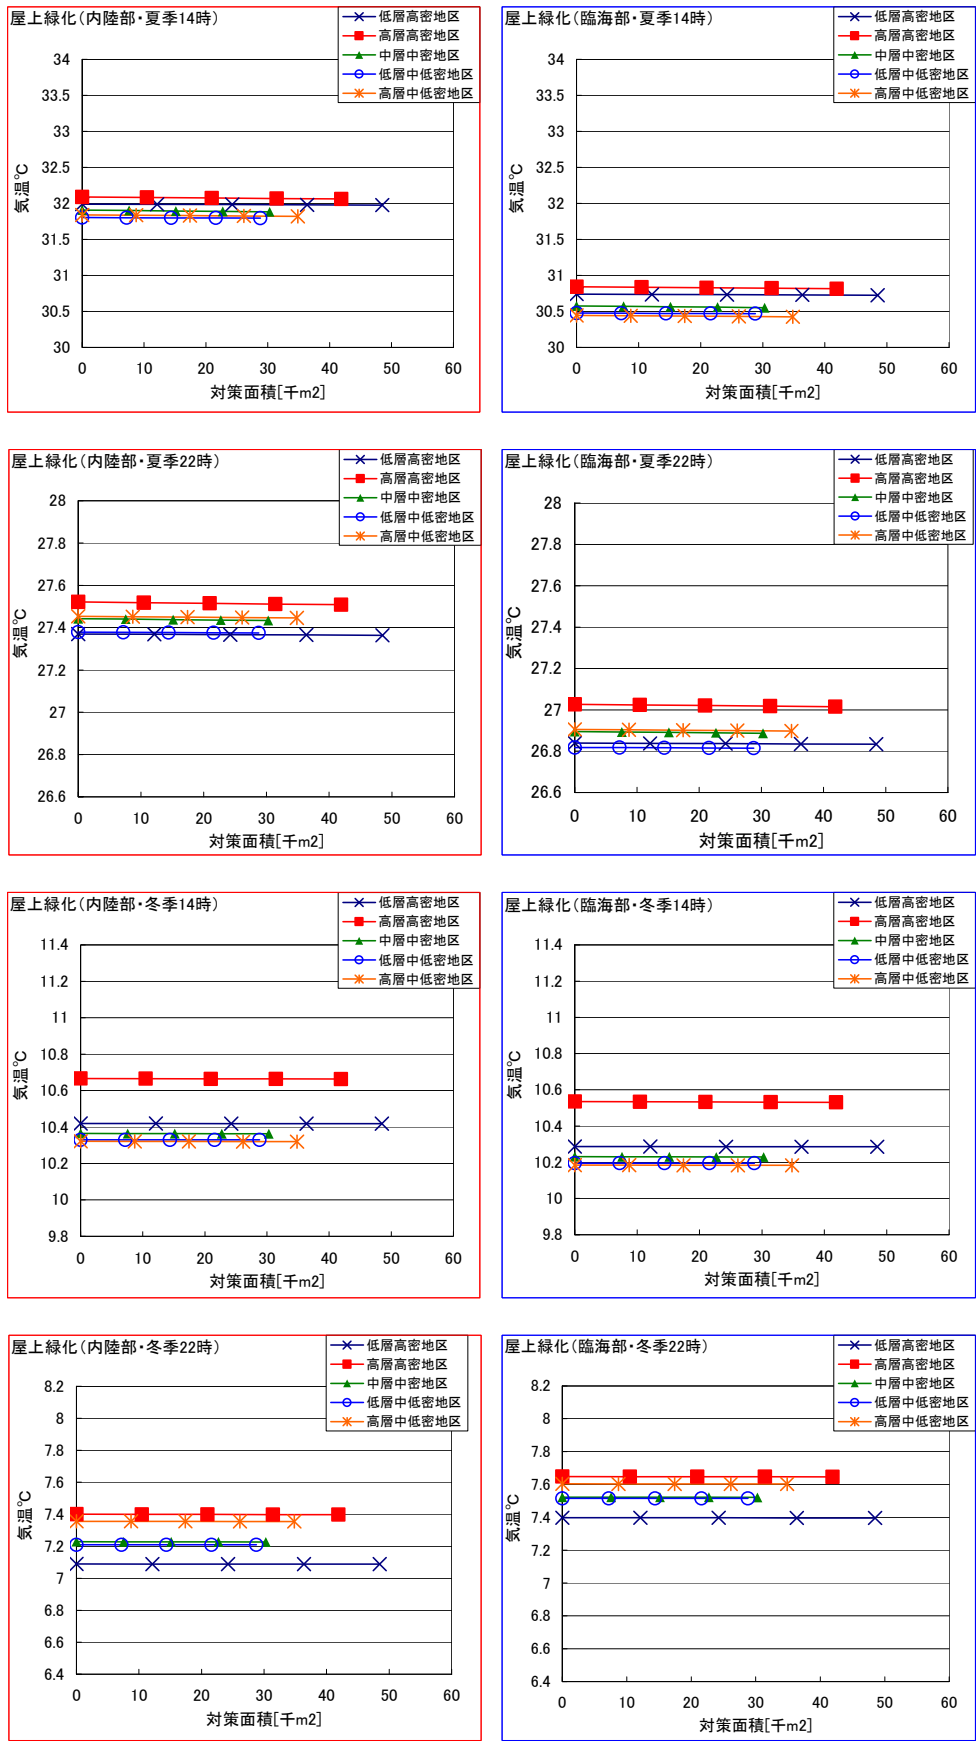 屋上緑化(内陸部・夏季14時)
低層高密地区
高層高密地区
中層中密地区
低層中低密地区
高層中低密地区
34
33.5
33
32.5
32
31.5
31
30.5
30
気温℃
0 10 20 30 40 50 60
対策面積[千m2]
屋上緑化(臨海部・夏季14時)
低層高密地区
高層高密地区
中層中密地区
低層中低密地区
高層中低密地区
34
33.5
33
32.5
32
31.5
31
30.5
30
気温℃
0 10 20 30 40 50 60
対策面積[千m2]
屋上緑化(内陸部・夏季22時)
低層高密地区
高層高密地区
中層中密地区
低層中低密地区
高層中低密地区
28
27.8
27.6
27.4
27.2
27
26.8
26.6
気温℃
0 10 20 30 40 50 60
対策面積[千m2]
屋上緑化(臨海部・夏季22時)
低層高密地区
高層高密地区
中層中密地区
低層中低密地区
高層中低密地区
28
27.8
27.6
27.4
27.2
27
26.8
26.6
気温℃
0 10 20 30 40 50 60
対策面積[千m2]
屋上緑化(内陸部・冬季14時)
低層高密地区
高層高密地区
中層中密地区
低層中低密地区
高層中低密地区
11.4
11.2
11
10.8
10.6
10.4
10.2
10
9.8
気温℃
0 10 20 30 40 50 60
対策面積[千m2]
屋上緑化(臨海部・冬季14時)
低層高密地区
高層高密地区
中層中密地区
低層中低密地区
高層中低密地区
11.4
11.2
11
10.8
10.6
10.4
10.2
10
9.8
気温℃
0 10 20 30 40 50 60
対策面積[千m2]
屋上緑化(内陸部・冬季22時)
低層高密地区
高層高密地区
中層中密地区
低層中低密地区
高層中低密地区
8.2
8
7.8
7.6
7.4
7.2
7
6.8
6.6
6.4
気温℃
0 10 20 30 40 50 60
対策面積[千m2]
屋上緑化(臨海部・冬季22時)
低層高密地区
高層高密地区
中層中密地区
低層中低密地区
高層中低密地区
8.2
8
7.8
7.6
7.4
7.2
7
6.8
6.6
6.4
気温℃
0 10 20 30 40 50 60
対策面積[千m2]